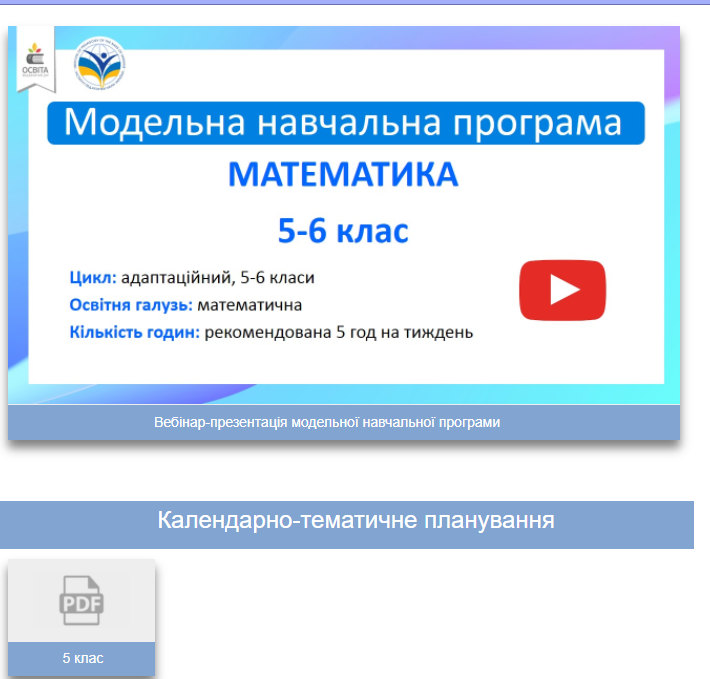 ОСВІТА
Модельна навчальна програма
МАТЕМАТИКА
5-6 клас
Цикл: адаптаційний, 5-6 класи
Освітня галузь: математична
Кількість годин: рекомендована 5 год на тиждень
Вебінар-презентація модельної навчальної програми
Календарно-тематичне планування
PDF
5 клас